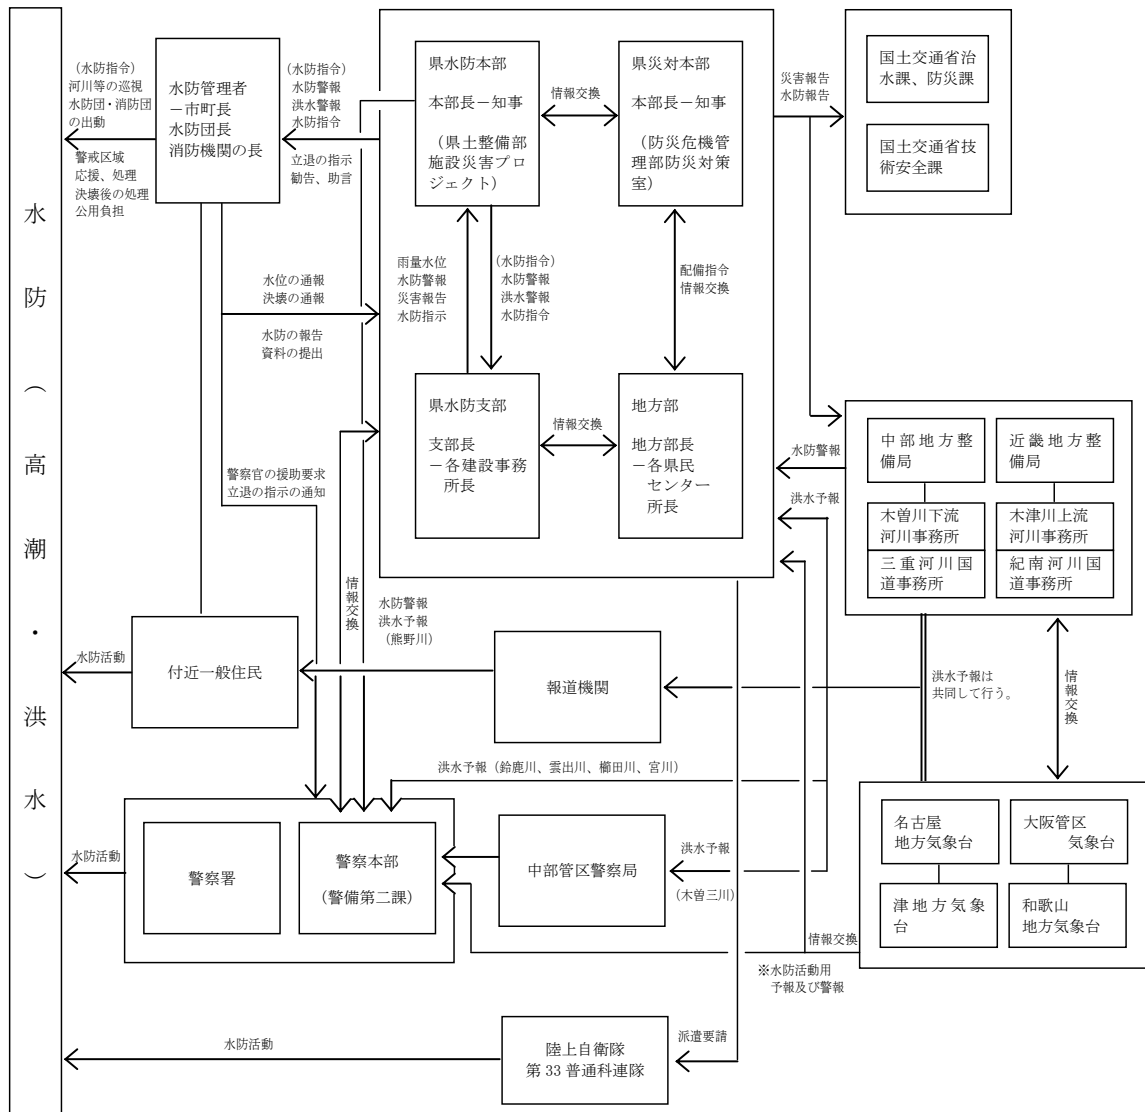 水防（高潮・洪水）
（水防指令）
河川等の巡視
水防団・消防団
の出動
警戒区域
応援、処理
決壊後の処理
公用負担
水防管理者
－市町長
水防団長
消防機関の長
（水防指令）
水防警報
洪水警報
水防指令
立退の指示
勧告、助言
県水防本部
本部長－知事
（県土整備部
施設災害プロ
ジェクト）
情報交換
県災対本部
本部長－知事
（防災危機管
理部防災対策
室）
災害報告
水防報告
国土交通省治
水課、防災課
国土交通省技
術安全課
水位の通報
決壊の通報
水防の報告
資料の提出
雨量水位
水防警報
災害報告
水防指示
（水防指令）
水防警報
洪水警報
水防指令
配備指令
情報交換
県水防支部
支部長
－各建設事務
所長
情報交換
地方部
地方部長
－各県民
センター
所長
水防警報
洪水予報
中部地方整
備局
近畿地方整
備局
木曽川下流
河川事務所
三重河川国
道事務所
木津川上流
河川事務所
紀南河川国
道事務所
警察官の援助要求
立退の指示の通知
情報交換
水防警報
洪水予報
（熊野川）
水防活動
付近一般住民
報道機関
洪水予報は
共同して行う。
情報交換
洪水予報（鈴鹿川、雲出川、櫛田川、宮川）
水防活動
警察署
警察本部
（警備第二課）
中部管区警察局
洪水予報
（木曽三川）
名古屋
地方気象台
大阪管区
気象台
津地方気象
台
和歌山
地方気象台
情報交換
※水防活動用
予報及び警報
水防活動
陸上自衛隊
第 33 普通科連隊
派遣要請